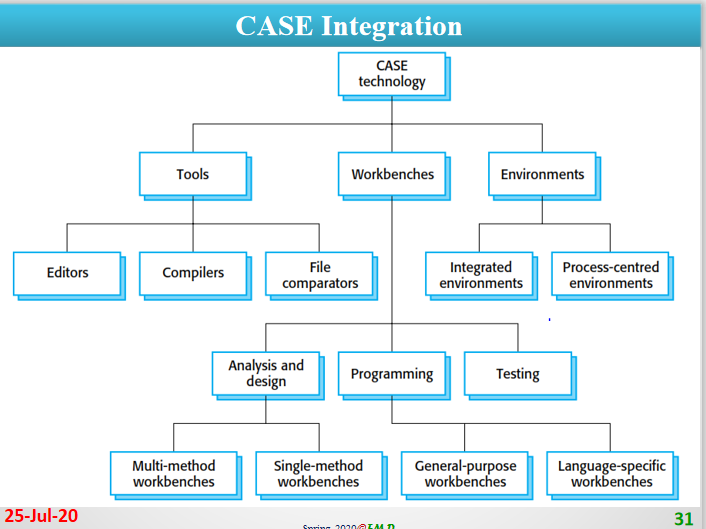 CASE Integration
CASE
technology
Tools
Workbenches
Environments
Editors
Compilers
File
comparators
Integrated
environments
Process-centred
environments
Analysis and
design
Programming
Testing
Multi-method
workbenches
Single-method
workbenches
General-purpose
workbenches
Language-specific
workbenches
25-Jul-20
Spring 2020©
31